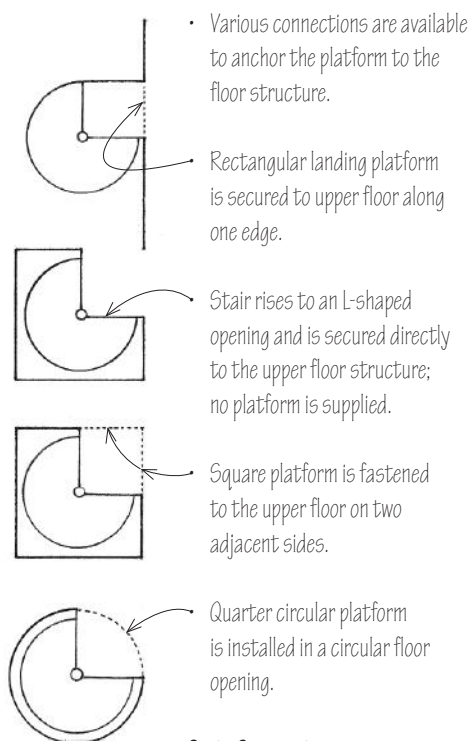 • Various connections are available
to anchor the platform to the
floor structure.
• Rectangular landing platform
is secured to upper floor along
one edge.
• Stair rises to an L-shaped
opening and is secured directly
to the upper floor structure;
no platform is supplied.
• Square platform is fastened
to the upper floor on two
adjacent sides.
• Quarter circular platform
is installed in a circular floor
opening.